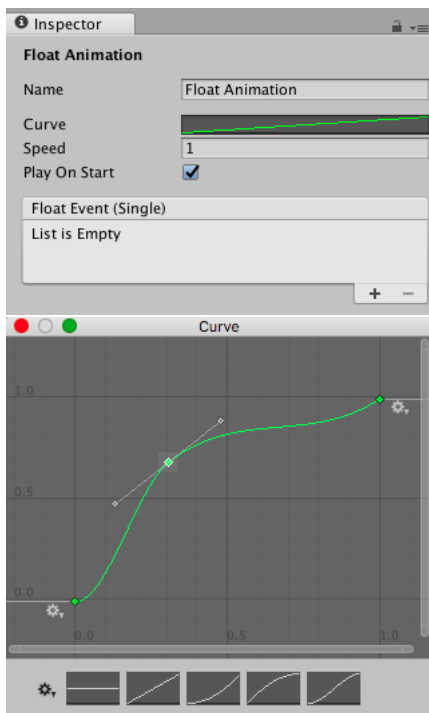 Inspector
Float Animation
Name Float Animation
Curve
Speed 1
Play On Start
Float Event (Single)
List is Empty
+ −
Curve
1.0
0.5
0.0
0.0 0.5 1.0